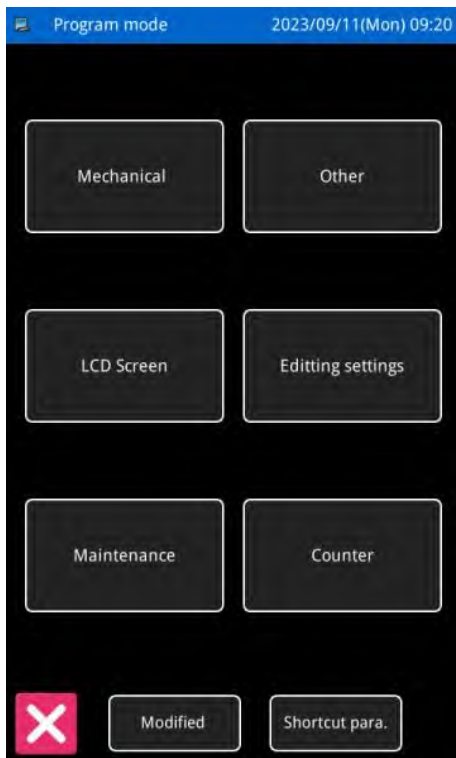 Program mode 2023/09/11(Mon) 09:20
Mechanical Other
LCD Screen Editting settings
Maintenance Counter
Modified Shortcut para.